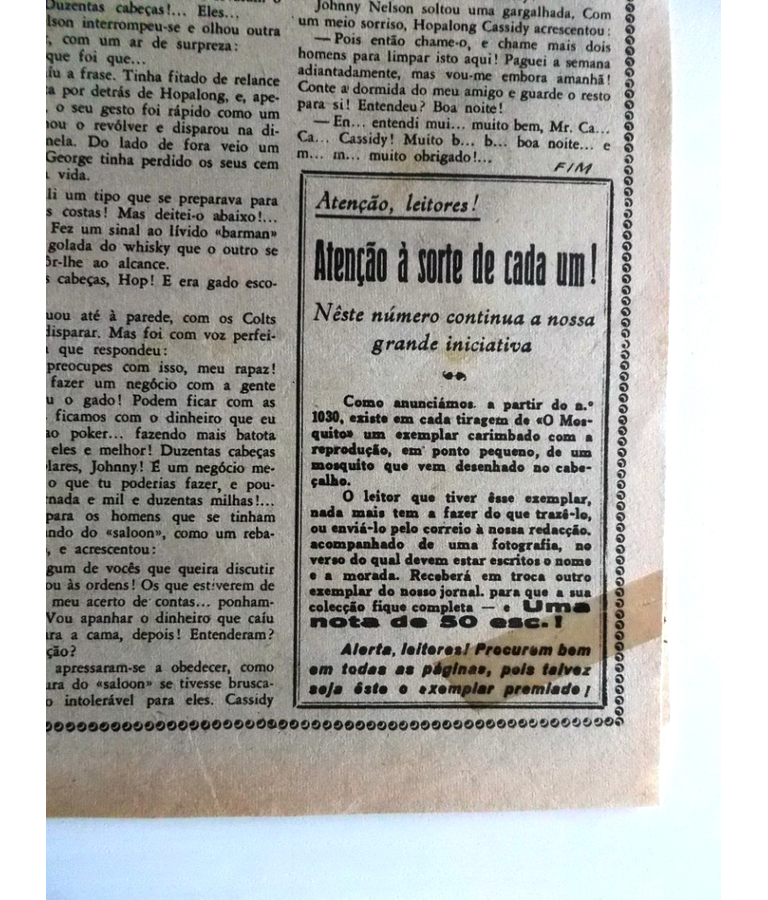 Duzentas cabeças!... Eles...
lson interrompeu-se e olhou outra
, com um ar de surpreza:
que foi que...
íu a frase. Tinha fitado de relance
a por detrás de Hopalong, e, ape-
, o seu gesto foi rápido como um
ou o revólver e disparou na di-
nela. Do lado de fora veio um
George tinha perdido os seus cem
vida.
li um tipo que se preparava para
s costas! Mas deitei-o abaixo!...
Fez um sinal ao lívido «barman»
golada do whisky que o outro se
ôr-lhe ao alcance.
s cabeças, Hop! E era gado esco-
uou até à parede, com os Colts
disparar. Mas foi com voz perfei-
que respondeu:
preocupes com isso, meu rapaz!
fazer um negócio com a gente
u o gado! Podem ficar com as
ficamos com o dinheiro que eu
ao poker... fazendo mais batota
eles e melhor! Duzentas cabeças
lares, Johnny! É um negócio me-
o que tu poderias fazer, e pou-
nada e mil e duzentas milhas!...
para os homens que se tinham
ndo do «saloon», como um reba-
, e acrescentou:
gum de vocês que queira discutir
ou às ordens! Os que estiverem de
meu acerto de contas... ponham-
Vou apanhar o dinheiro que caíu
ra a cama, depois! Entenderam?
ção?
apressaram-se a obedecer, como
ura do «saloon» se tivesse brusca-
o intolerável para eles. Cassidy
Johnny Nelson soltou uma gargalhada. Com
um meio sorriso, Hopalong Cassidy acrescentou:
— Pois então chame-o, e chame mais dois
homens para limpar isto aqui! Paguei a semana
adiantadamente, mas vou-me embora amanhã!
Conte a dormida do meu amigo e guarde o resto
para si! Entendeu? Boa noite!
— En... entendi mui... muito bem, Mr. Ca...
Ca... Cassidy! Muito b... b... boa noite... e
m... m... muito obrigado!...
FIM
Atenção, leitores!
Atenção à sorte de cada um!
Nêste número continua a nossa
grande iniciativa
Como anunciámos, a partir do n.º
1030, existe em cada tiragem de «O Mos-
quito» um exemplar carimbado com a
reprodução, em ponto pequeno, de um
mosquito que vem desenhado no cabe-
çalho.
O leitor que tiver êsse exemplar,
nada mais tem a fazer do que trazê-lo,
ou enviá-lo pelo correio à nossa redacção,
acompanhado de uma fotografia, no
verso do qual devem estar escritos o nome
e a morada. Receberá em troca outro
exemplar do nosso jornal, para que a sua
colecção fique completa — e Uma
nota de 50 esc.!
Alerta, leitores! Procurem bem
em todas as páginas, pois talvez
seja êste o exemplar premiado!